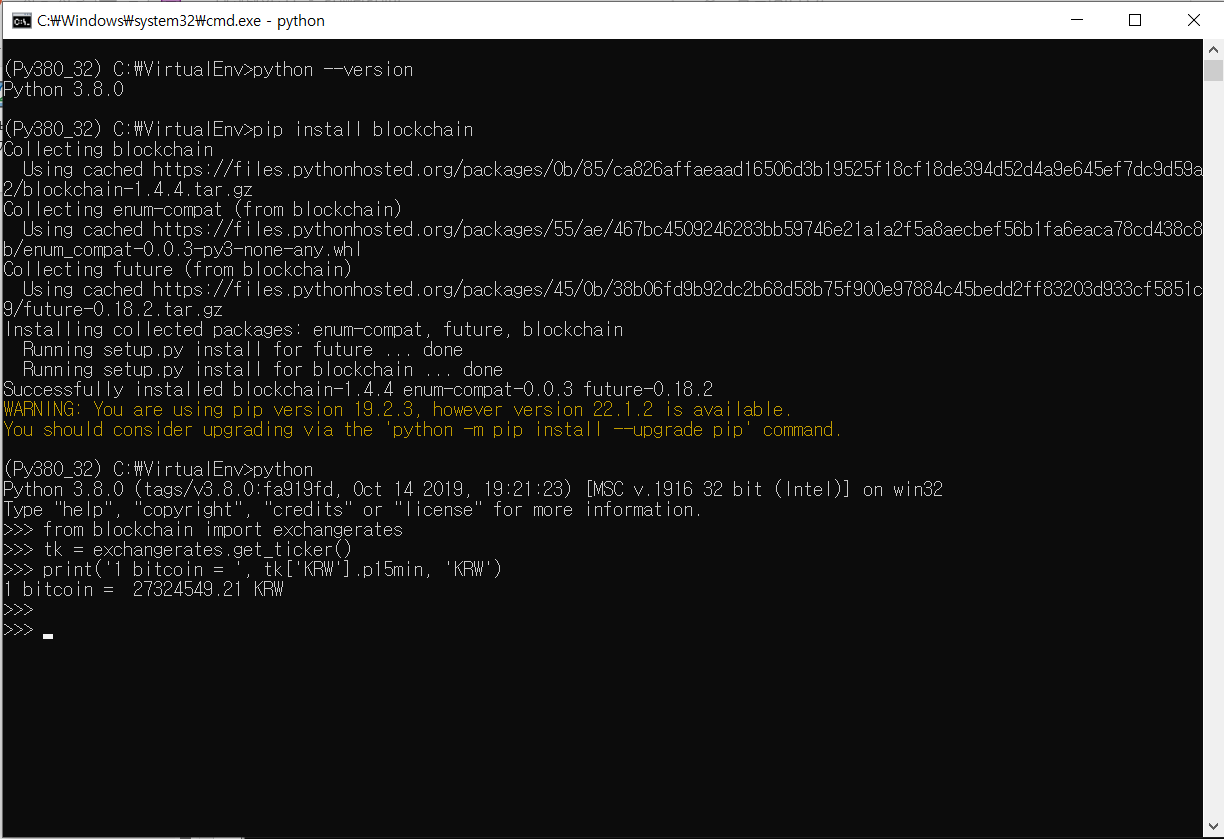 C:₩Windows₩system32₩cmd.exe - python
(Py380_32) C:₩VirtualEnv>python --version
Python 3.8.0
(Py380_32) C:₩VirtualEnv>pip install blockchain
Collecting blockchain
  Using cached https://files.pythonhosted.org/packages/0b/85/ca826affaeaad16506d3b19525f18cf18de394d52d4a9e645ef7dc9d59a
2/blockchain-1.4.4.tar.gz
Collecting enum-compat (from blockchain)
  Using cached https://files.pythonhosted.org/packages/55/ae/467bc4509246283bb59746e21a1a2f5a8aecbef56b1fa6eaca78cd438c8
b/enum_compat-0.0.3-py3-none-any.whl
Collecting future (from blockchain)
  Using cached https://files.pythonhosted.org/packages/45/0b/38b06fd9b92dc2b68d58b75f900e97884c45bedd2ff83203d933cf5851c
9/future-0.18.2.tar.gz
Installing collected packages: enum-compat, future, blockchain
  Running setup.py install for future ... done
  Running setup.py install for blockchain ... done
Successfully installed blockchain-1.4.4 enum-compat-0.0.3 future-0.18.2
WARNING: You are using pip version 19.2.3, however version 22.1.2 is available.
You should consider upgrading via the 'python -m pip install --upgrade pip' command.
(Py380_32) C:₩VirtualEnv>python
Python 3.8.0 (tags/v3.8.0:fa919fd, Oct 14 2019, 19:21:23) [MSC v.1916 32 bit (Intel)] on win32
Type "help", "copyright", "credits" or "license" for more information.
>>> from blockchain import exchangerates
>>> tk = exchangerates.get_ticker()
>>> print('1 bitcoin = ', tk['KRW'].p15min, 'KRW')
1 bitcoin =  27324549.21 KRW
>>>
>>>